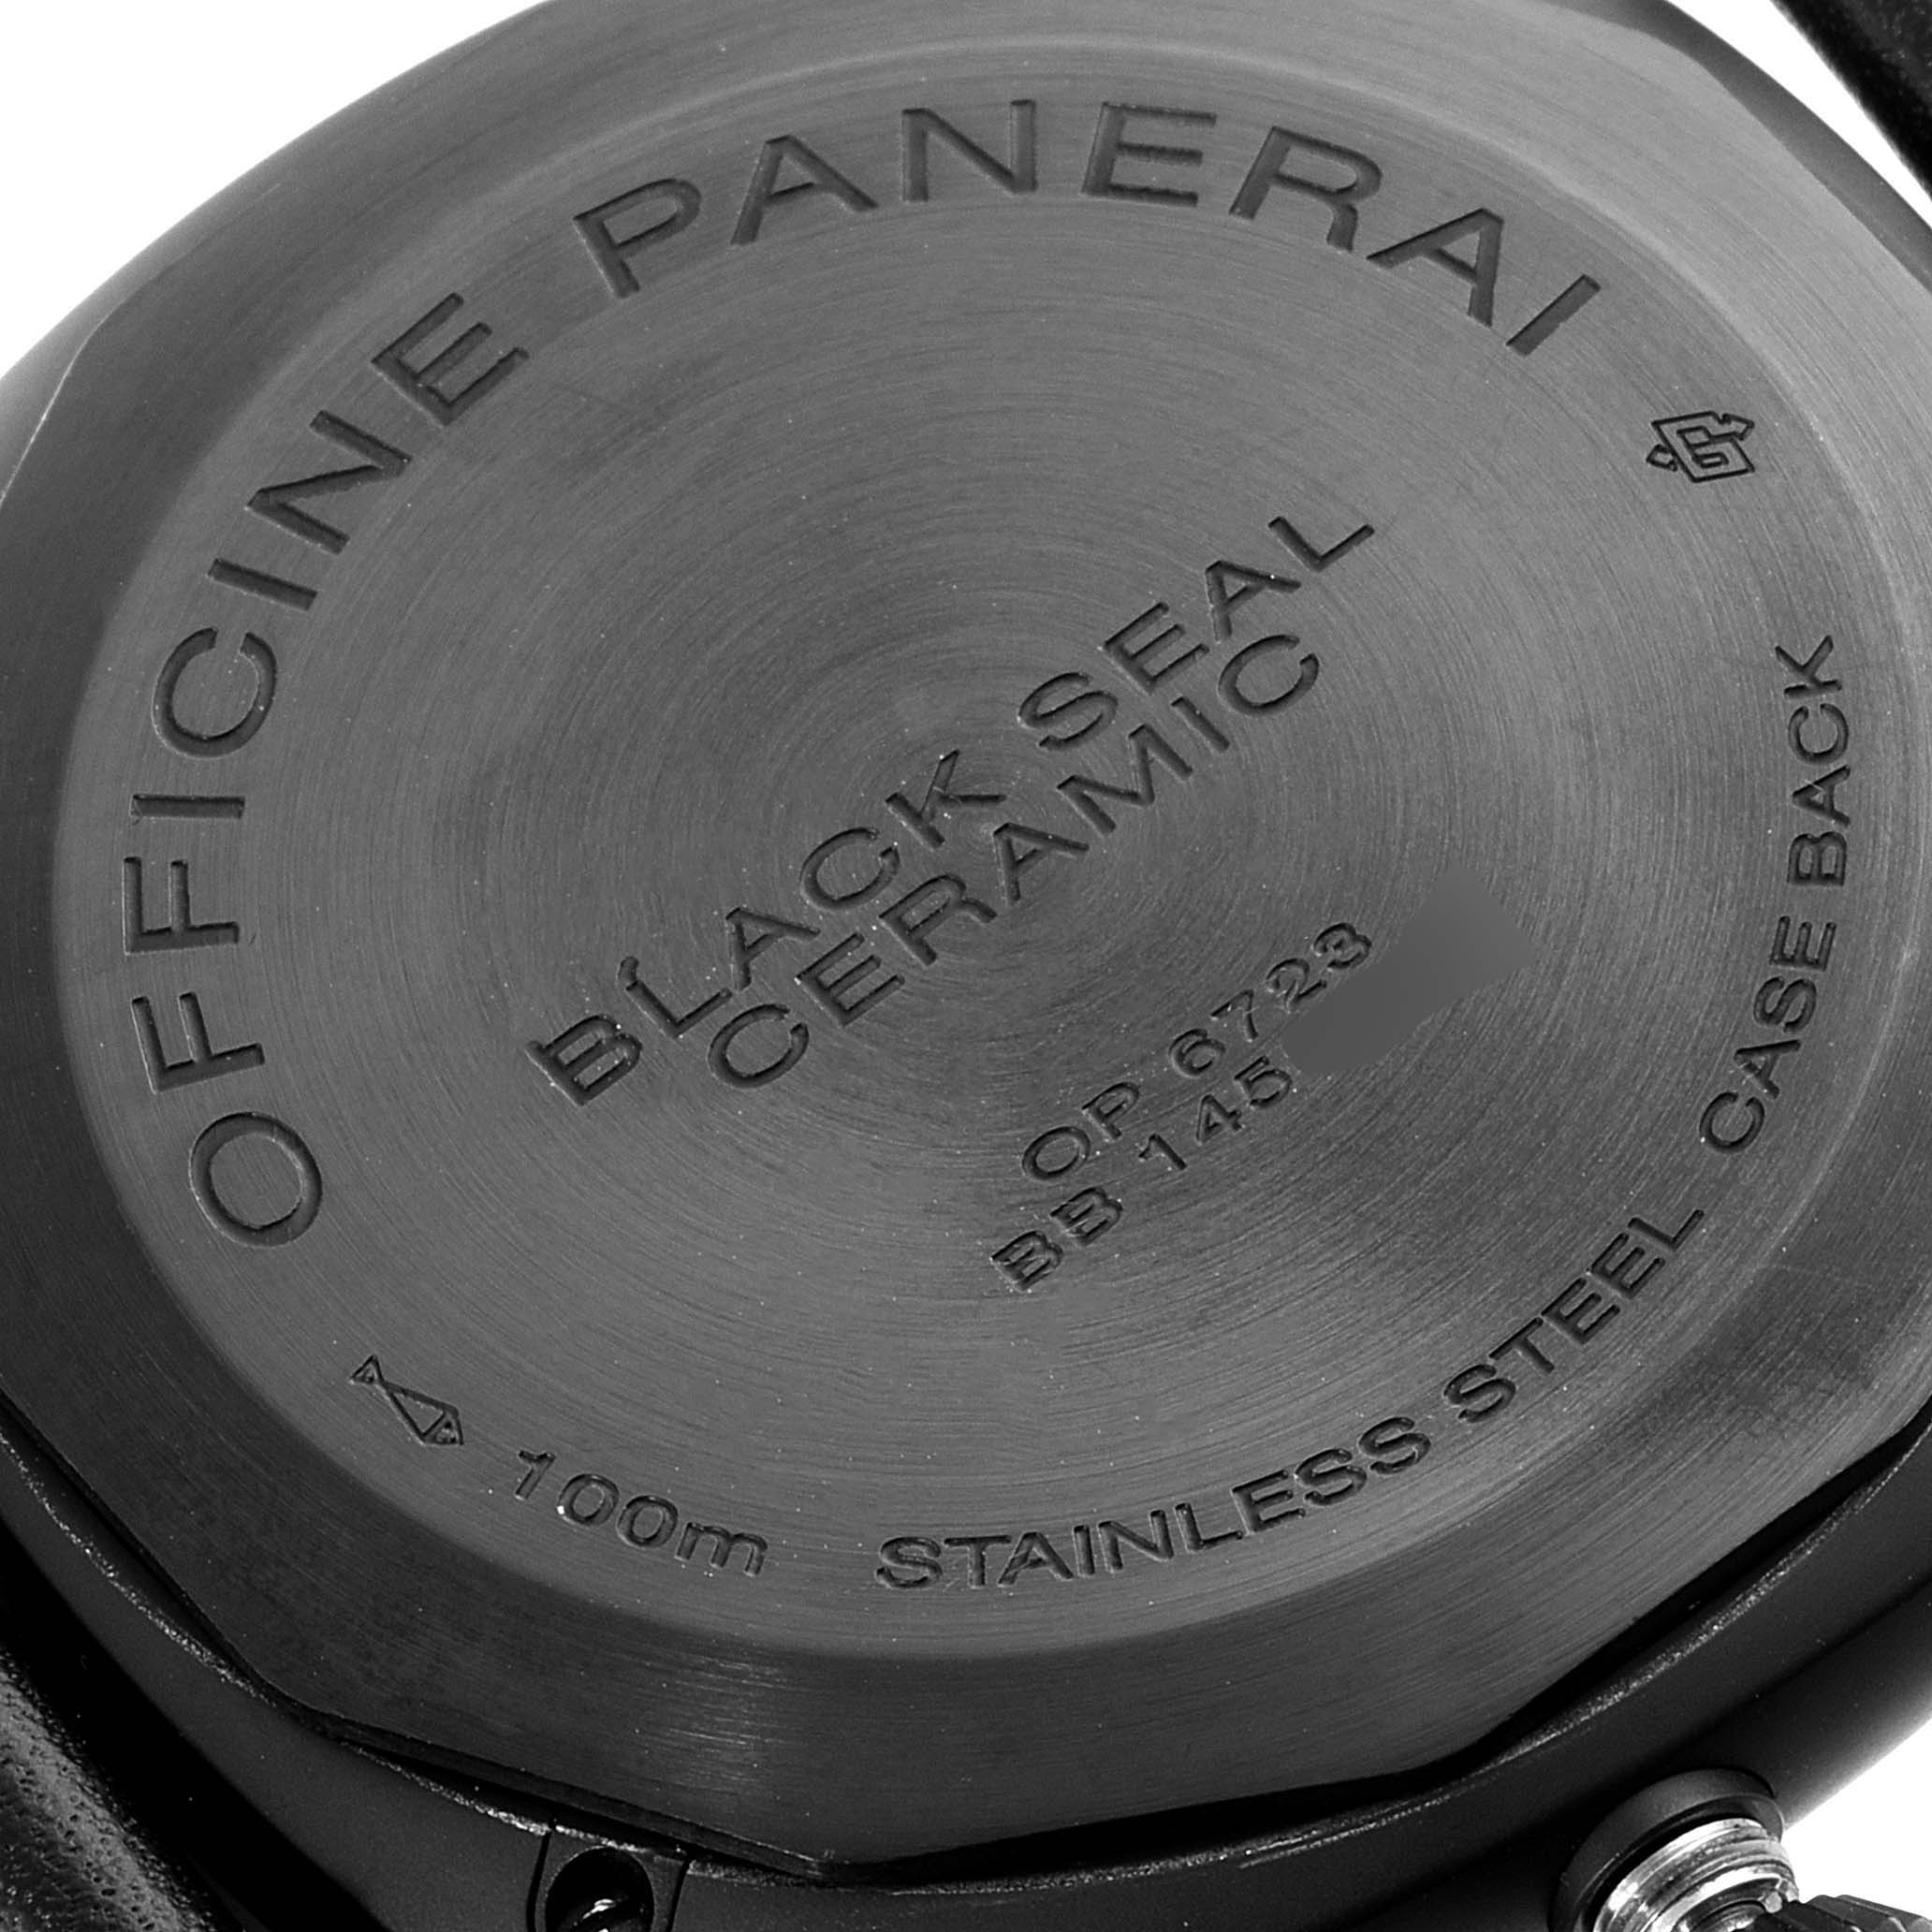 OFFICINE PANERAI
BLACK SEAL
CERAMIC
OP 6723
BB 145
100m
STAINLESS STEEL CASE BACK